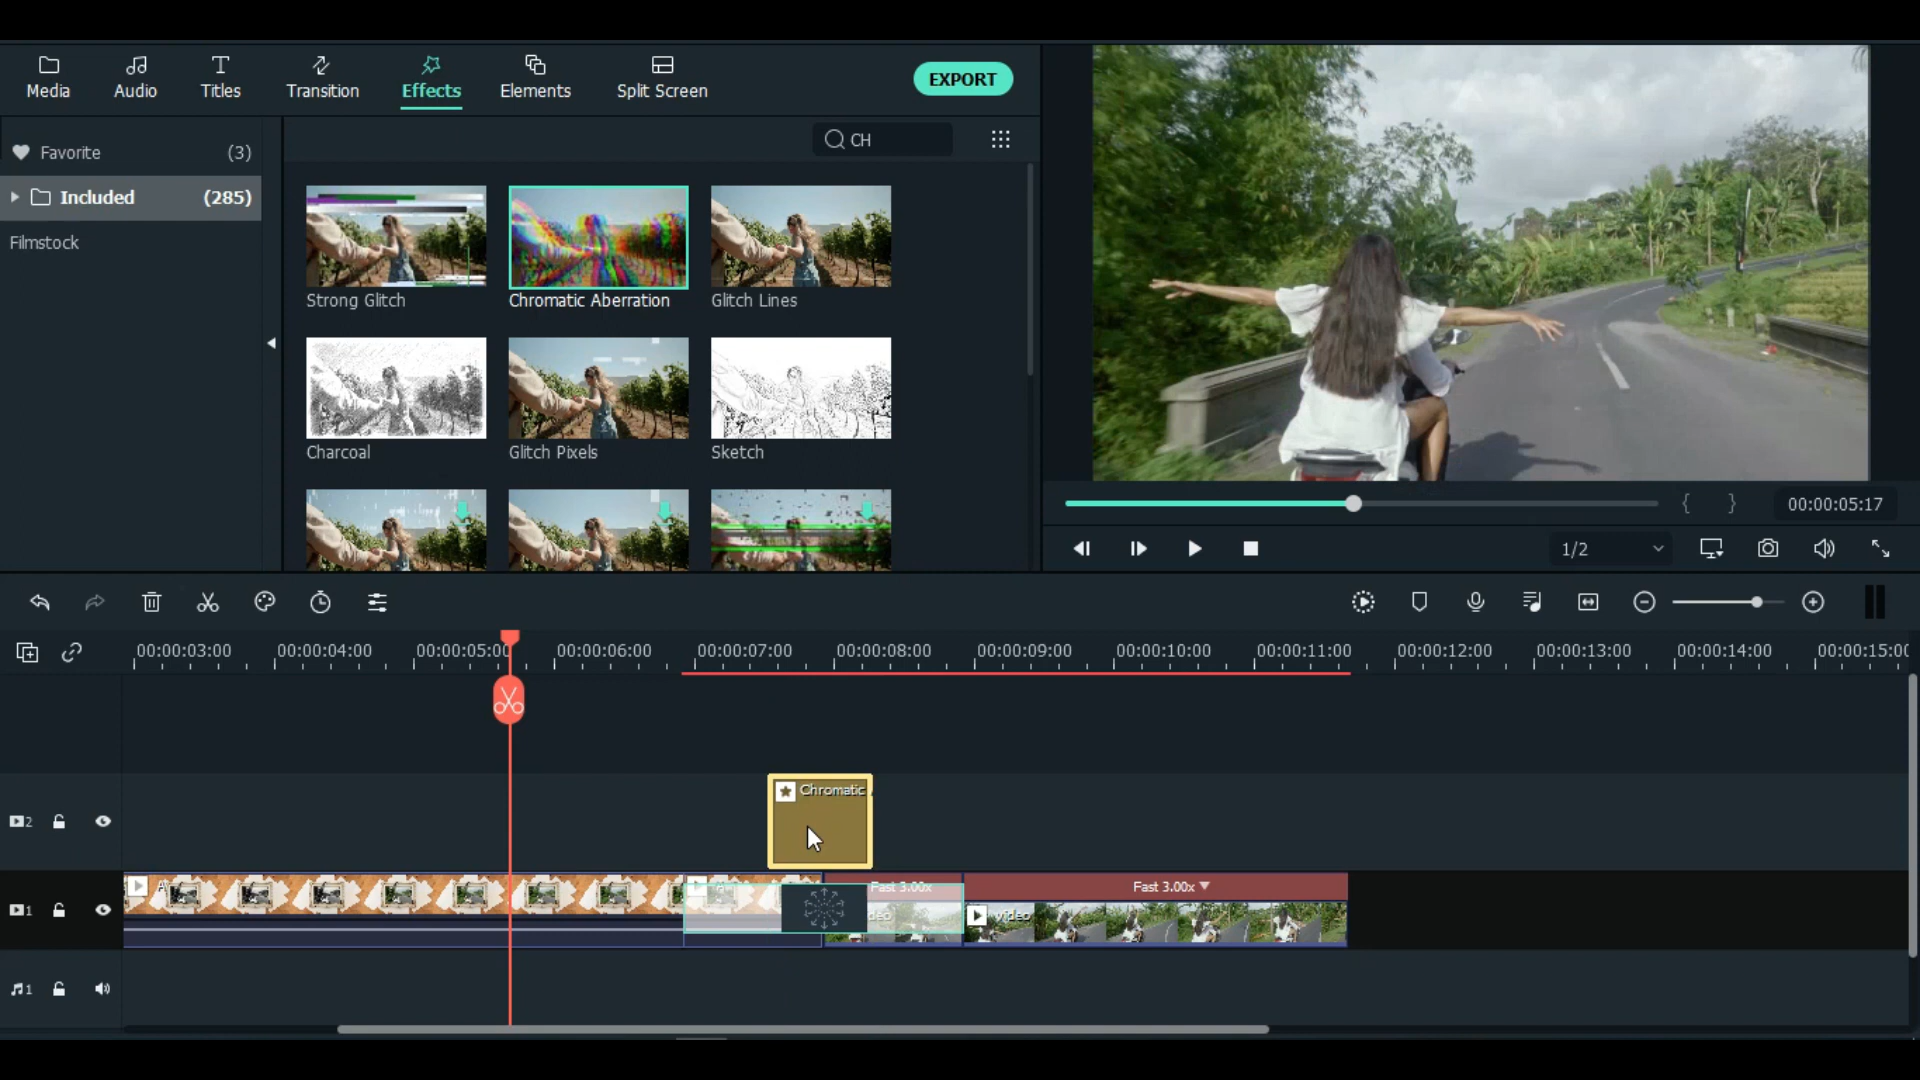 Media
Audio
Titles
Transition
Effects
Elements
Split Screen
EXPORT
Favorite (3)
Included (285)
Filmstock
CH
Strong Glitch
Chromatic Aberration
Glitch Lines
Charcoal
Glitch Pixels
Sketch
00:00:05:17
1/2
00:00:03:00 00:00:04:00 00:00:05:00 00:00:06:00 00:00:07:00 00:00:08:00 00:00:09:00 00:00:10:00 00:00:11:00 00:00:12:00 00:00:13:00 00:00:14:00 00:00:15:00
2
Chromatic
Fast 3.00x
Fast 3.00x
1
deo
video
1